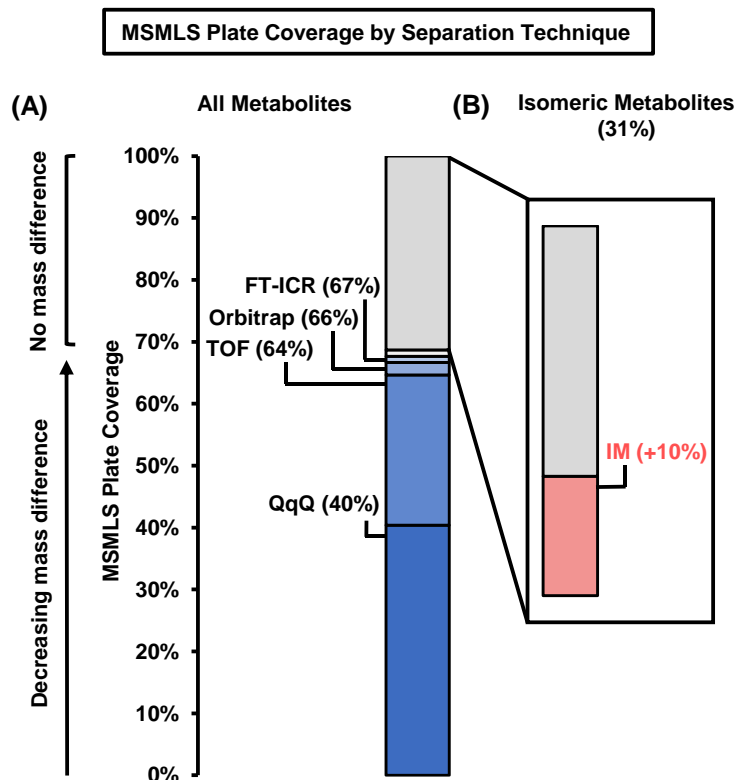 MSMLS Plate Coverage by Separation Technique
(A)
All Metabolites
(B)
Isomeric Metabolites
(31%)
No mass difference
Decreasing mass difference
MSMLS Plate Coverage
100%
90%
80%
70%
60%
50%
40%
30%
20%
10%
0%
FT-ICR (67%)
Orbitrap (66%)
TOF (64%)
QqQ (40%)
IM (+10%)